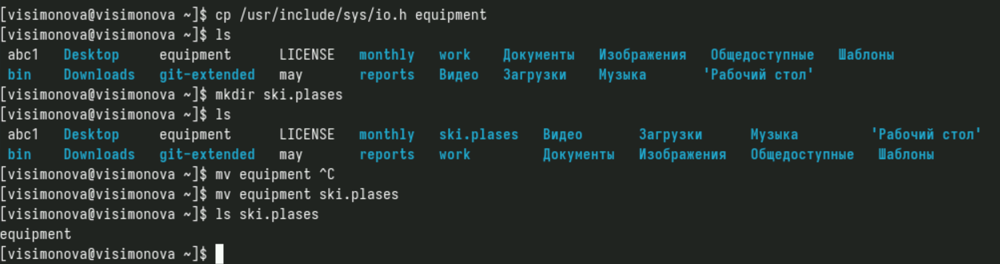 [visimonova@visimonova ~]$ cp /usr/include/sys/io.h equipment
[visimonova@visimonova ~]$ ls
abc1 Desktop equipment LICENSE monthly work Документы Изображения Общедоступные Шаблоны
bin Downloads git-extended may reports Видео Загрузки Музыка 'Рабочий стол'
[visimonova@visimonova ~]$ mkdir ski.plases
[visimonova@visimonova ~]$ ls
abc1 Desktop equipment LICENSE monthly ski.plases Видео Загрузки Музыка 'Рабочий стол'
bin Downloads git-extended may reports work Документы Изображения Общедоступные Шаблоны
[visimonova@visimonova ~]$ mv equipment ^C
[visimonova@visimonova ~]$ mv equipment ski.plases
[visimonova@visimonova ~]$ ls ski.plases
equipment
[visimonova@visimonova ~]$